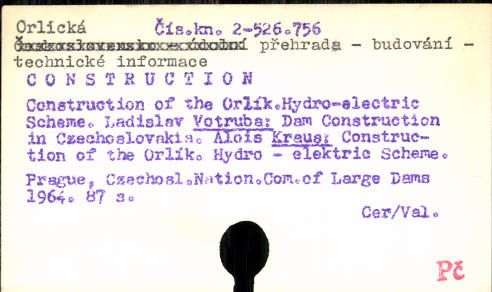 Orlická Čís.kn. 2-526.756
přehrada - budování -
technické informace
C O N S T R U C T I O N
Construction of the Orlík.Hydro-electric
Scheme. Ladislav Votruba: Dam Construction
in Czechoslovakia. Alois Kraus: Construc-
tion of the Orlík. Hydro - elektric Scheme.
Prague, Czechosl.Nation.Com.of Large Dams
1964. 87 s.
Cer/Val.
Pč